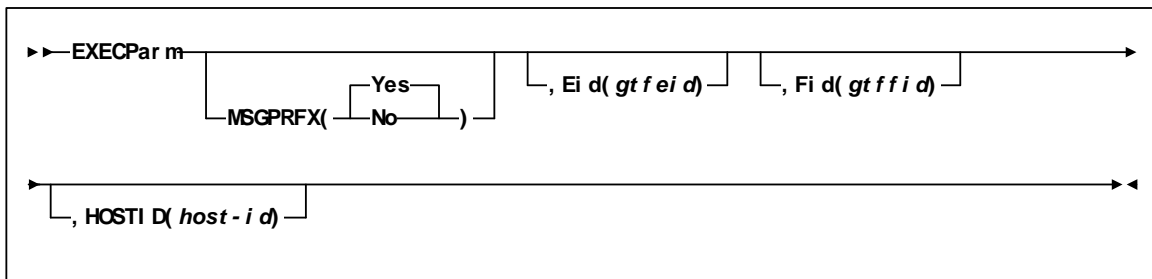 EXECParm
, Eid(gtfeid) , Fid(gtffid)
Yes
MSGPRFX( No )
, HOSTID(host-id)